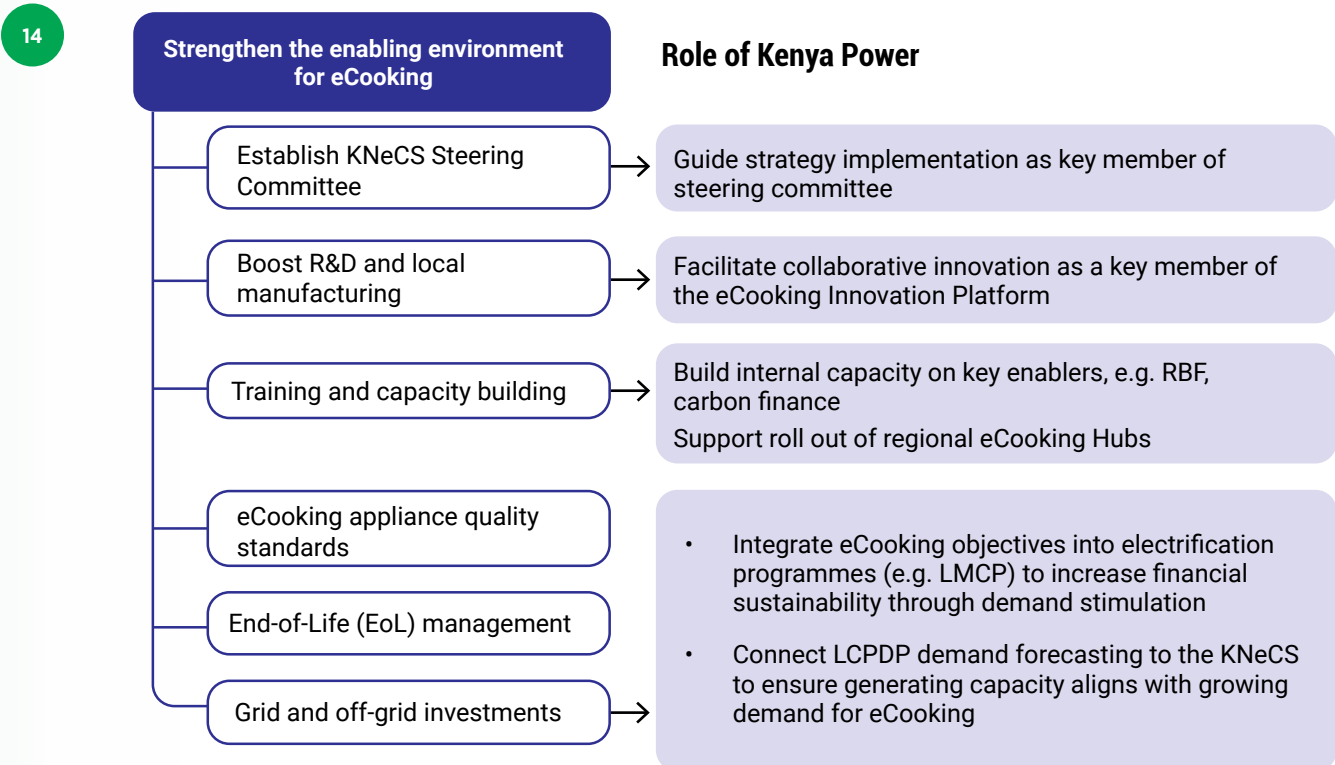 14
Strengthen the enabling environment
for eCooking
Role of Kenya Power
Establish KNeCS Steering
Committee
Guide strategy implementation as key member of
steering committee
Boost R&D and local
manufacturing
Facilitate collaborative innovation as a key member of
the eCooking Innovation Platform
Training and capacity building
Build internal capacity on key enablers, e.g. RBF,
carbon finance
Support roll out of regional eCooking Hubs
eCooking appliance quality
standards
End-of-Life (EoL) management
Grid and off-grid investments
• Integrate eCooking objectives into electrification
programmes (e.g. LMCP) to increase financial
sustainability through demand stimulation
• Connect LCPDP demand forecasting to the KNeCS
to ensure generating capacity aligns with growing
demand for eCooking